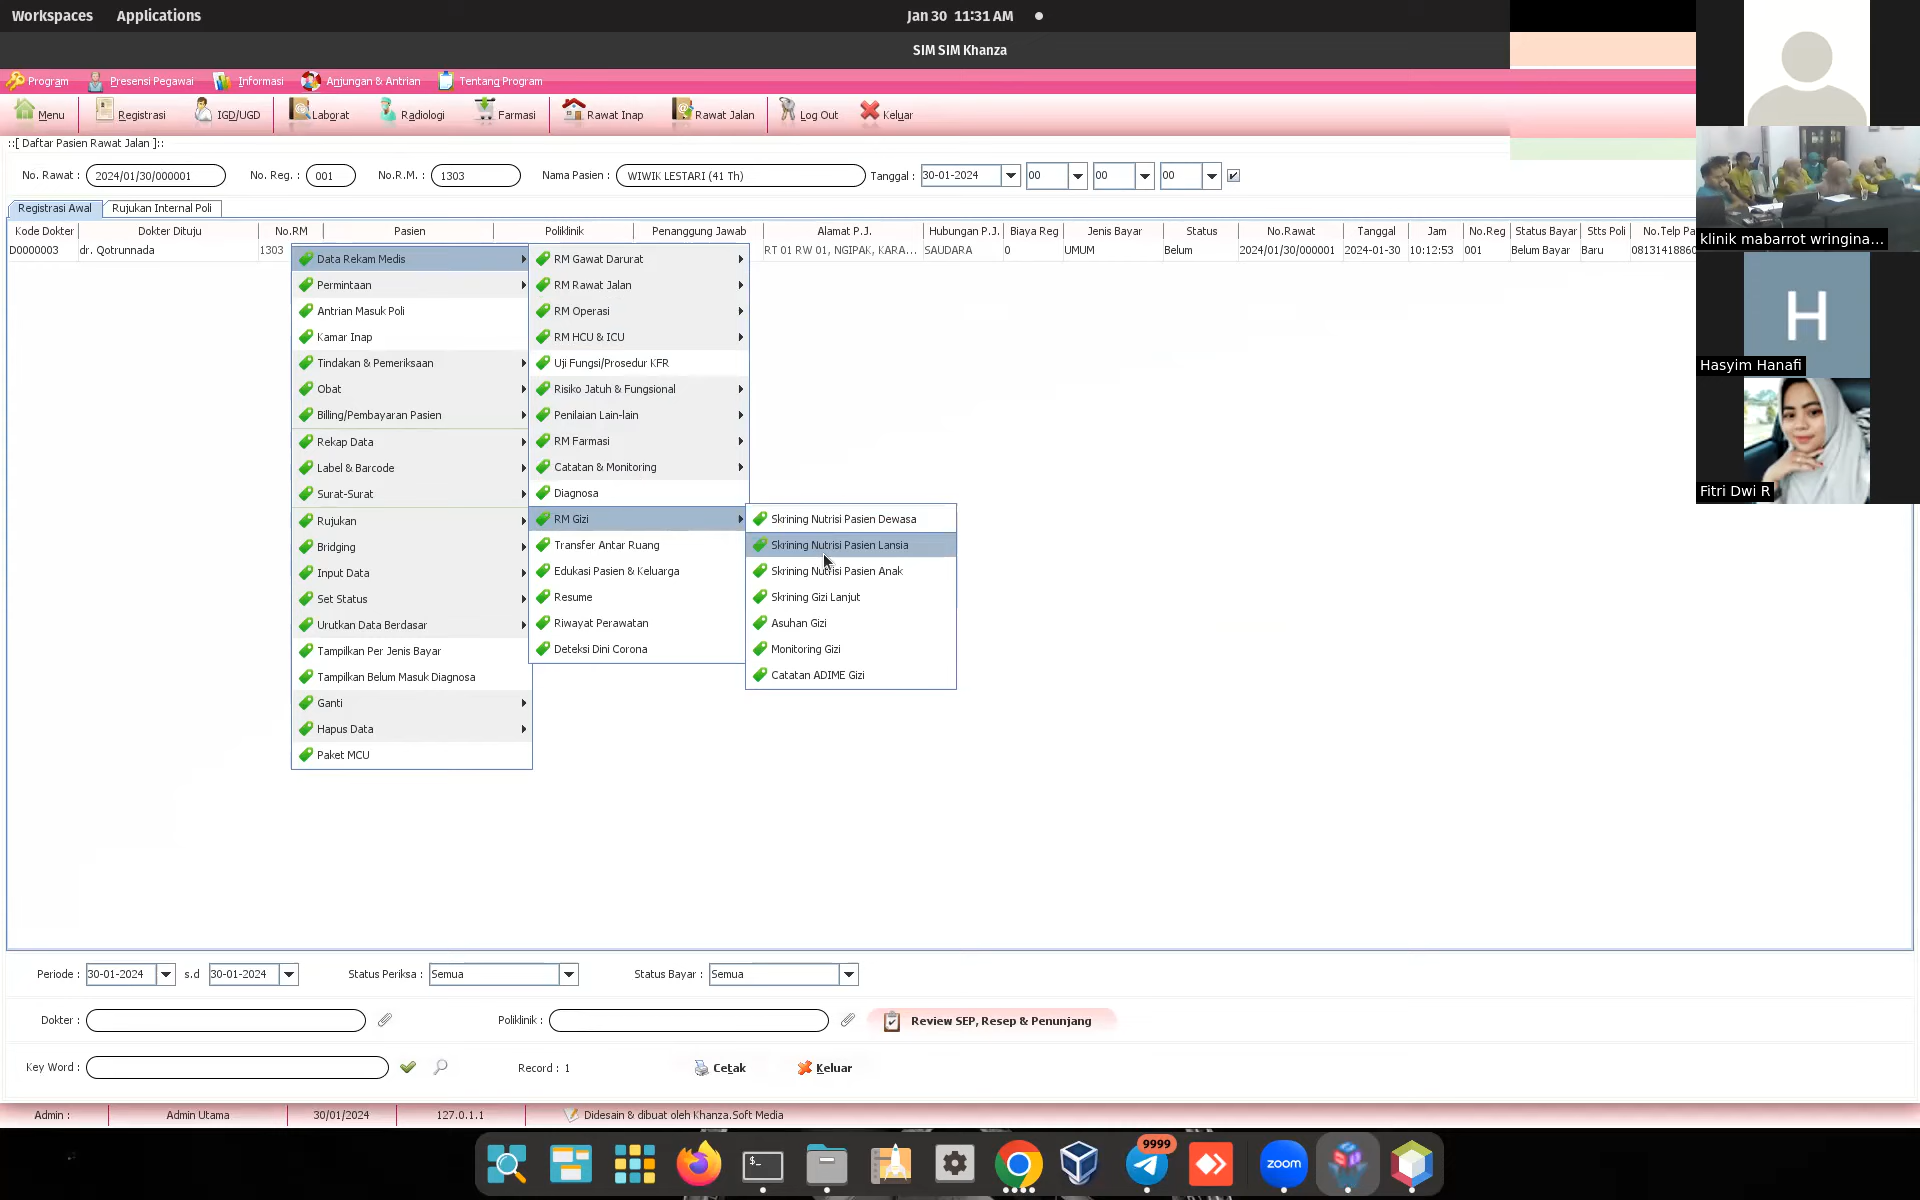 Workspaces Applications Jan 30 11:31 AM
SIM SIM Khanza
Program Presensi Pegawai Informasi Anjungan & Antrian Tentang Program
Menu Registrasi IGD/UGD Laborat Radiologi Farmasi Rawat Inap Rawat Jalan Log Out Keluar
::[ Daftar Pasien Rawat Jalan ]::
No. Rawat : 2024/01/30/000001 No. Reg. : 001 No.R.M. : 1303 Nama Pasien : WIWIK LESTARI (41 Th) Tanggal : 30-01-2024 00 00 00
Registrasi Awal Rujukan Internal Poli
Kode Dokter Dokter Dituju No.RM Pasien Poliklinik Penanggung Jawab Alamat P.J. Hubungan P.J. Biaya Reg Jenis Bayar Status No.Rawat Tanggal Jam No.Reg Status Bayar Stts Poli No.Telp Pa
D0000003 dr. Qotrunnada 1303 RT 01 RW 01, NGIPAK, KARA... SAUDARA 0 UMUM Belum 2024/01/30/000001 2024-01-30 10:12:53 001 Belum Bayar Baru 0813141886
Data Rekam Medis
Permintaan
Antrian Masuk Poli
Kamar Inap
Tindakan & Pemeriksaan
Obat
Billing/Pembayaran Pasien
Rekap Data
Label & Barcode
Surat-Surat
Rujukan
Bridging
Input Data
Set Status
Urutkan Data Berdasar
Tampilkan Per Jenis Bayar
Tampilkan Belum Masuk Diagnosa
Ganti
Hapus Data
Paket MCU
RM Gawat Darurat
RM Rawat Jalan
RM Operasi
RM HCU & ICU
Uji Fungsi/Prosedur KFR
Risiko Jatuh & Fungsional
Penilaian Lain-lain
RM Farmasi
Catatan & Monitoring
Diagnosa
RM Gizi
Transfer Antar Ruang
Edukasi Pasien & Keluarga
Resume
Riwayat Perawatan
Deteksi Dini Corona
Skrining Nutrisi Pasien Dewasa
Skrining Nutrisi Pasien Lansia
Skrining Nutrisi Pasien Anak
Skrining Gizi Lanjut
Asuhan Gizi
Monitoring Gizi
Catatan ADIME Gizi
klinik mabarrot wringina...
H
Hasyim Hanafi
Fitri Dwi R
Periode : 30-01-2024 s.d 30-01-2024 Status Periksa : Semua Status Bayar : Semua
Dokter : Poliklinik : Review SEP, Resep & Penunjang
Key Word : Record : 1 Cetak Keluar
Admin : Admin Utama 30/01/2024 127.0.1.1 Didesain & dibuat oleh Khanza.Soft Media
9999
zoom